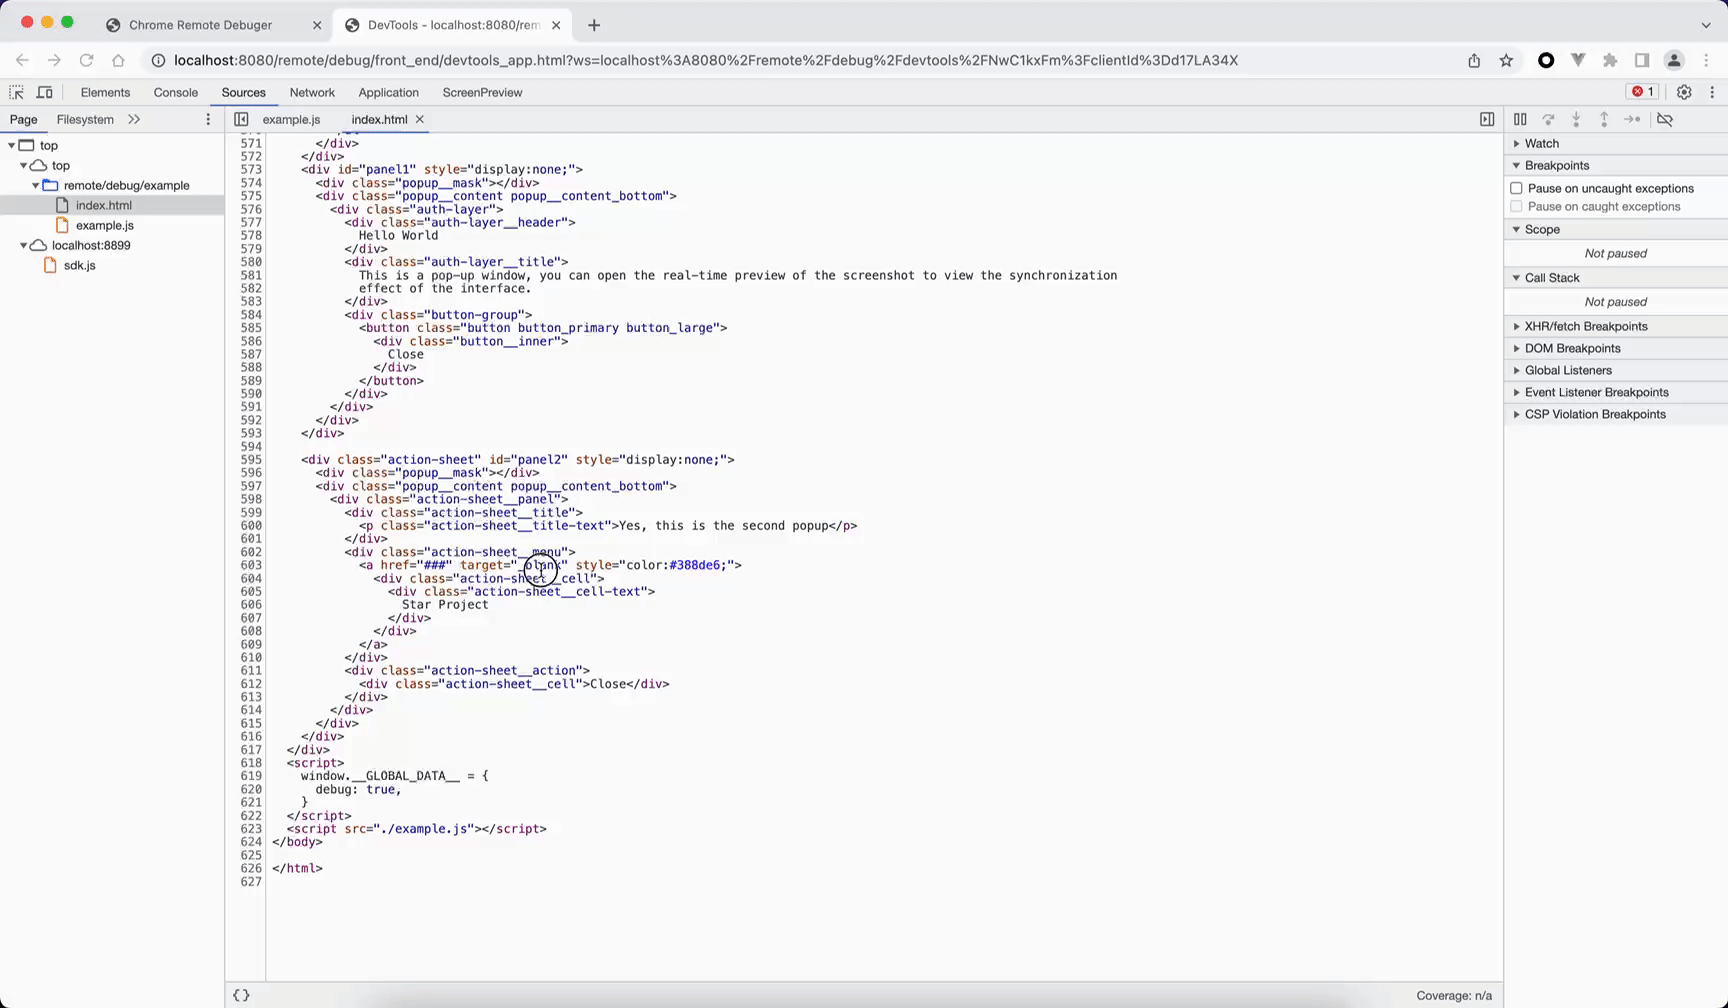 Chrome Remote Debuger
DevTools - localhost:8080/rem
localhost:8080/remote/debug/front_end/devtools_app.html?ws=localhost%3A8080%2Fremote%2Fdebug%2Fdevtools%2FNwC1kxFm%3FclientId%3Dd17LA34X
Elements Console Sources Network Application ScreenPreview 1
Page Filesystem
example.js index.html
top
top
remote/debug/example
index.html
example.js
localhost:8899
sdk.js
571 </div>
572 </div>
573 <div id="panel1" style="display:none;">
574 <div class="popup__mask"></div>
575 <div class="popup__content popup__content_bottom">
576 <div class="auth-layer">
577 <div class="auth-layer__header">
578 Hello World
579 </div>
580 <div class="auth-layer__title">
581 This is a pop-up window, you can open the real-time preview of the screenshot to view the synchronization
582 effect of the interface.
583 </div>
584 <div class="button-group">
585 <button class="button button_primary button_large">
586 <div class="button__inner">
587 Close
588 </div>
589 </button>
590 </div>
591 </div>
592 </div>
593 </div>
594
595 <div class="action-sheet" id="panel2" style="display:none;">
596 <div class="popup__mask"></div>
597 <div class="popup__content popup__content_bottom">
598 <div class="action-sheet__panel">
599 <div class="action-sheet__title">
600 <p class="action-sheet__title-text">Yes, this is the second popup</p>
601 </div>
602 <div class="action-sheet__menu">
603 <a href="###" target="_blank" style="color:#388de6;">
604 <div class="action-sheet__cell">
605 <div class="action-sheet__cell-text">
606 Star Project
607 </div>
608 </div>
609 </a>
610 </div>
611 <div class="action-sheet__action">
612 <div class="action-sheet__cell">Close</div>
613 </div>
614 </div>
615 </div>
616 </div>
617 </div>
618 <script>
619 window.__GLOBAL_DATA__ = {
620 debug: true,
621 }
622 </script>
623 <script src="./example.js"></script>
624 </body>
625
626 </html>
627
{} Coverage: n/a
Watch
Breakpoints
Pause on uncaught exceptions
Pause on caught exceptions
Scope
Not paused
Call Stack
Not paused
XHR/fetch Breakpoints
DOM Breakpoints
Global Listeners
Event Listener Breakpoints
CSP Violation Breakpoints